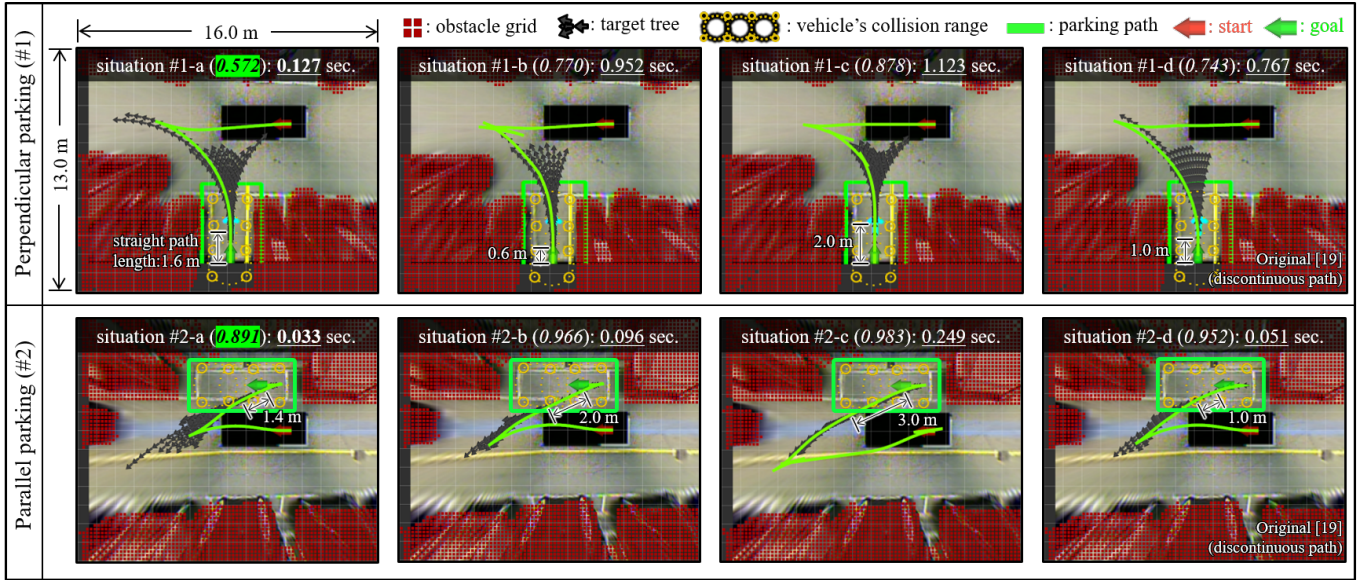 16.0 m
: obstacle grid
: target tree
: vehicle's collision range
: parking path
: start
: goal
Perpendicular parking (#1)
13.0 m
situation #1-a (0.572): 0.127 sec.
straight path
length:1.6 m
situation #1-b (0.770): 0.952 sec.
0.6 m
situation #1-c (0.878): 1.123 sec.
2.0 m
situation #1-d (0.743): 0.767 sec.
1.0 m
Original [19]
(discontinuous path)
Parallel parking (#2)
situation #2-a (0.891): 0.033 sec.
1.4 m
situation #2-b (0.966): 0.096 sec.
2.0 m
situation #2-c (0.983): 0.249 sec.
3.0 m
situation #2-d (0.952): 0.051 sec.
1.0 m
Original [19]
(discontinuous path)